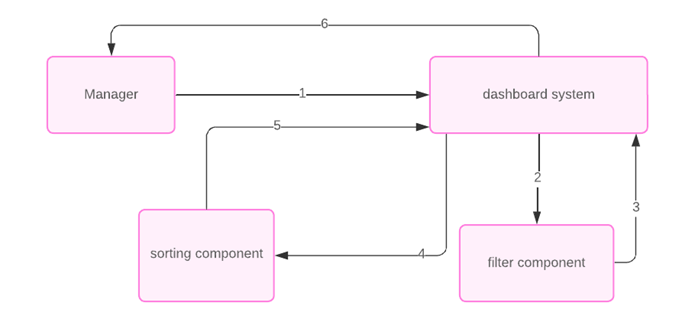 6
Manager
1
dashboard system
5
2
3
sorting component
4
filter component